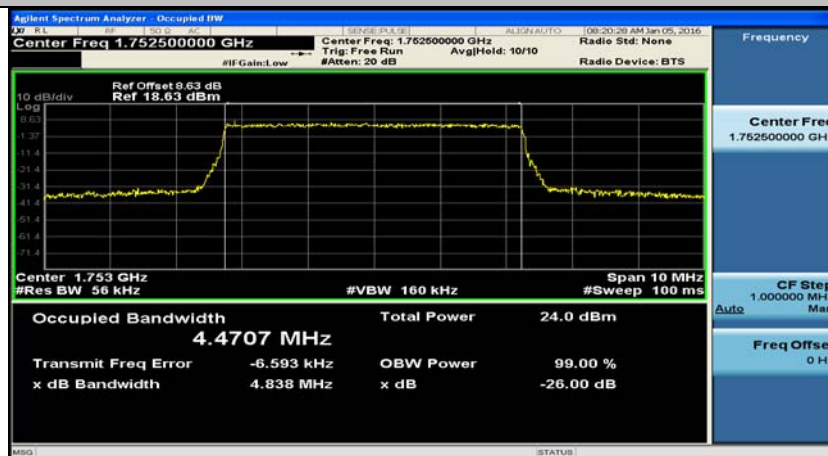 Agilent Spectrum Analyzer - Occupied BW
RL RF 50 Ω AC SENSE:PULSE ALIGN AUTO 08:20:28 AM Jan 05, 2016
Center Freq 1.752500000 GHz
Center Freq: 1.752500000 GHz
Radio Std: None
Trig: Free Run Avg|Hold: 10/10
#IFGain:Low
#Atten: 20 dB
Radio Device: BTS
Ref Offset 8.63 dB
10 dB/div Ref 18.63 dBm
Log
8.63
-1.37
-11.4
-21.4
-31.4
-41.4
-51.4
-61.4
-71.4
Center 1.753 GHz Span 10 MHz
#Res BW 56 kHz #VBW 160 kHz #Sweep 100 ms
Occupied Bandwidth Total Power 24.0 dBm
4.4707 MHz
Transmit Freq Error -6.593 kHz OBW Power 99.00 %
x dB Bandwidth 4.838 MHz x dB -26.00 dB
Frequency
Center Fre
1.752500000 GH
CF Step
1.000000 MH
Auto Ma
Freq Offse
0 H
MSG STATUS